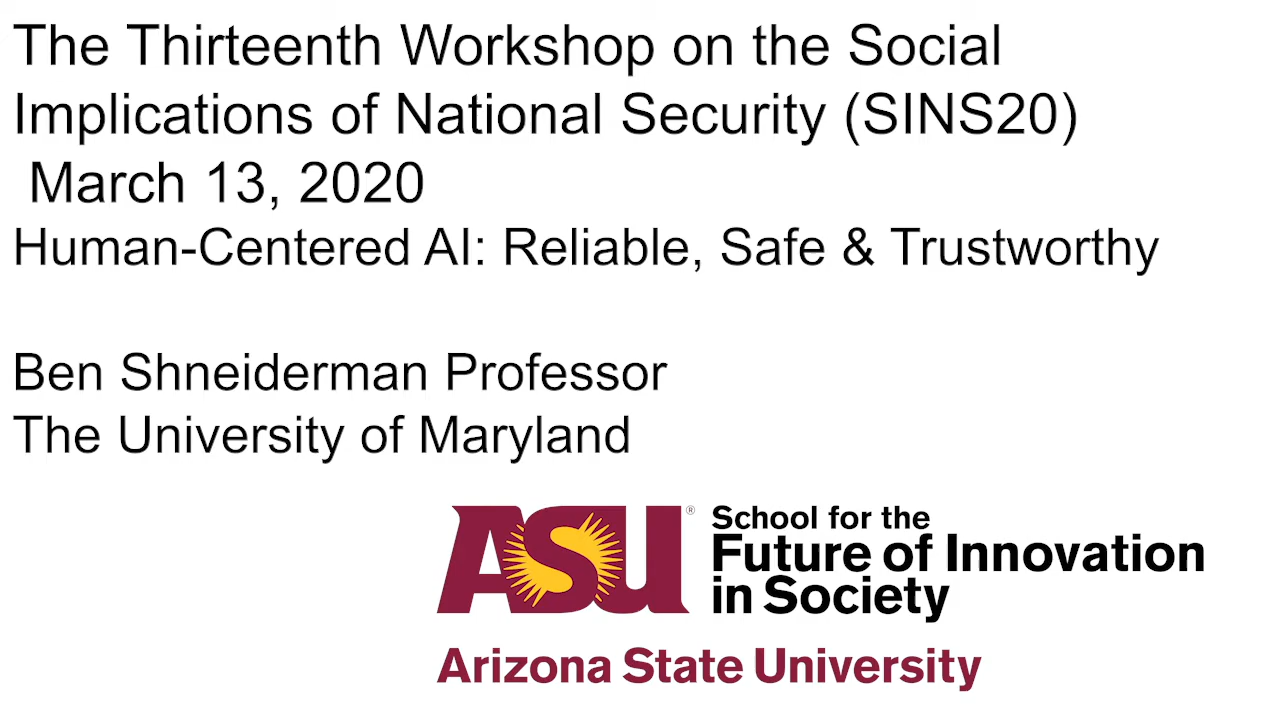 The Thirteenth Workshop on the Social
Implications of National Security (SINS20)
March 13, 2020
Human-Centered AI: Reliable, Safe & Trustworthy
Ben Shneiderman Professor
The University of Maryland
ASU®
School for the
Future of Innovation
in Society
Arizona State University